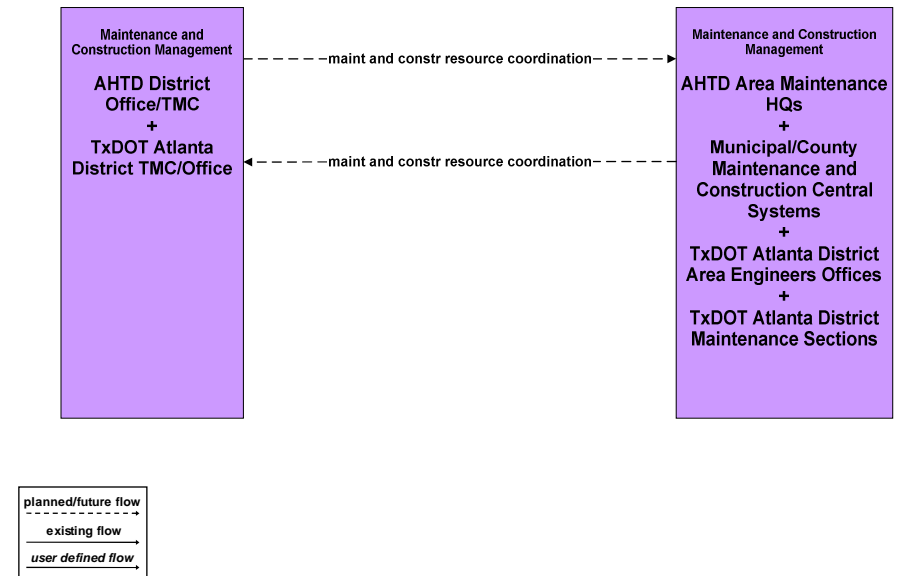 Maintenance and
Construction Management
AHTD District
Office/TMC
+
TxDOT Atlanta
District TMC/Office
maint and constr resource coordination
maint and constr resource coordination
Maintenance and Construction
Management
AHTD Area Maintenance
HQs
+
Municipal/County
Maintenance and
Construction Central
Systems
+
TxDOT Atlanta District
Area Engineers Offices
+
TxDOT Atlanta District
Maintenance Sections
planned/future flow
existing flow
user defined flow